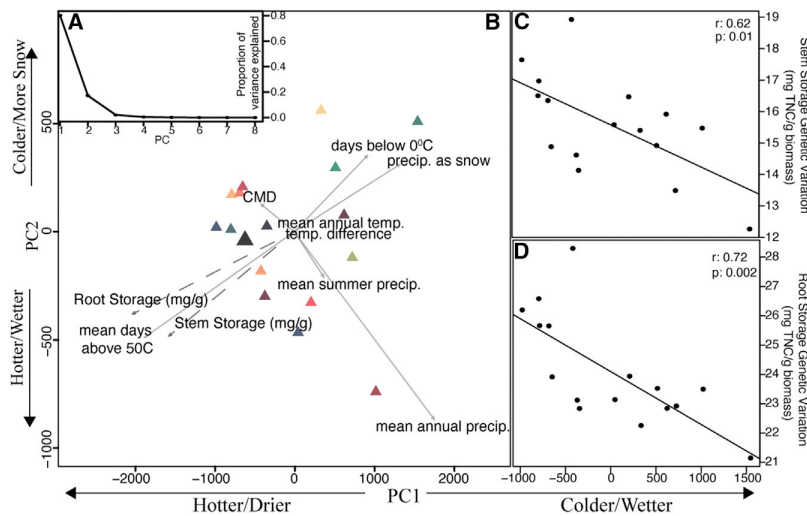 A
Proportion of
variance explained
0.8
0.6
0.4
0.2
0.0
1 2 3 4 5 6 7 8
PC
B
Colder/More Snow
PC2
Hotter/Wetter
500
0
−500
−1000
days below 0⁰C
precip. as snow
CMD
mean annual temp.
temp. difference
mean summer precip.
Root Storage (mg/g)
mean days
above 50C
Stem Storage (mg/g)
mean annual precip.
−2000 −1000 0 1000 2000
Hotter/Drier
PC1
Colder/Wetter
C
r: 0.62
p: 0.01
19
18
17
16
15
14
13
12
Stem Storage Genetic Variation
(mg TNC/g biomass)
D
r: 0.72
p: 0.002
28
27
26
25
24
23
22
21
Root Storage Genetic Variation
(mg TNC/g biomass)
−1000 −500 0 500 1000 1500